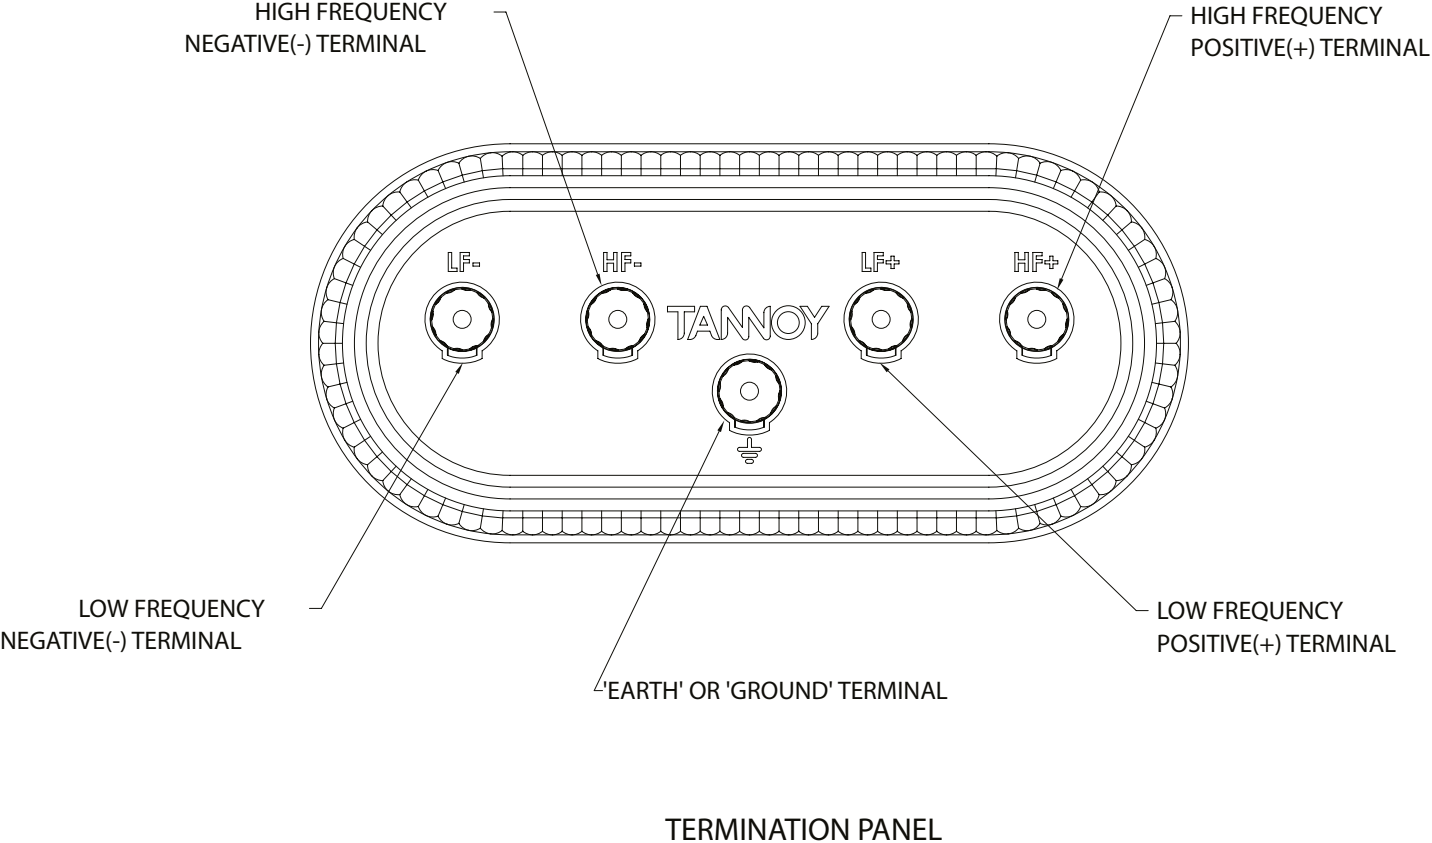 HIGH FREQUENCY
NEGATIVE(-) TERMINAL
HIGH FREQUENCY
POSITIVE(+) TERMINAL
LF-
HF-
LF+
HF+
TANNOY
LOW FREQUENCY
NEGATIVE(-) TERMINAL
LOW FREQUENCY
POSITIVE(+) TERMINAL
'EARTH' OR 'GROUND' TERMINAL
TERMINATION PANEL